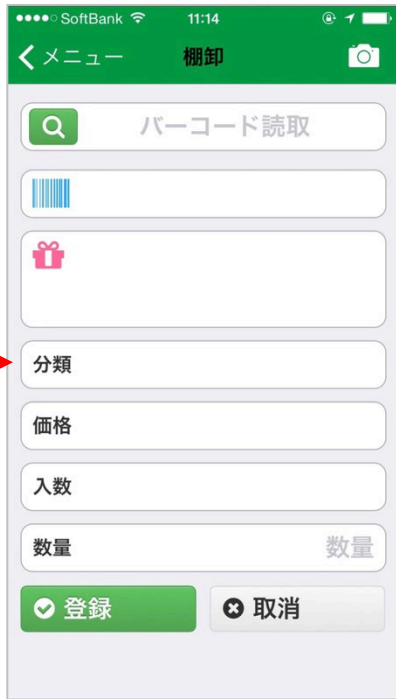 SoftBank 11:14
メニュー 棚卸
バーコード読取
分類
価格
入数
数量 数量
登録 取消